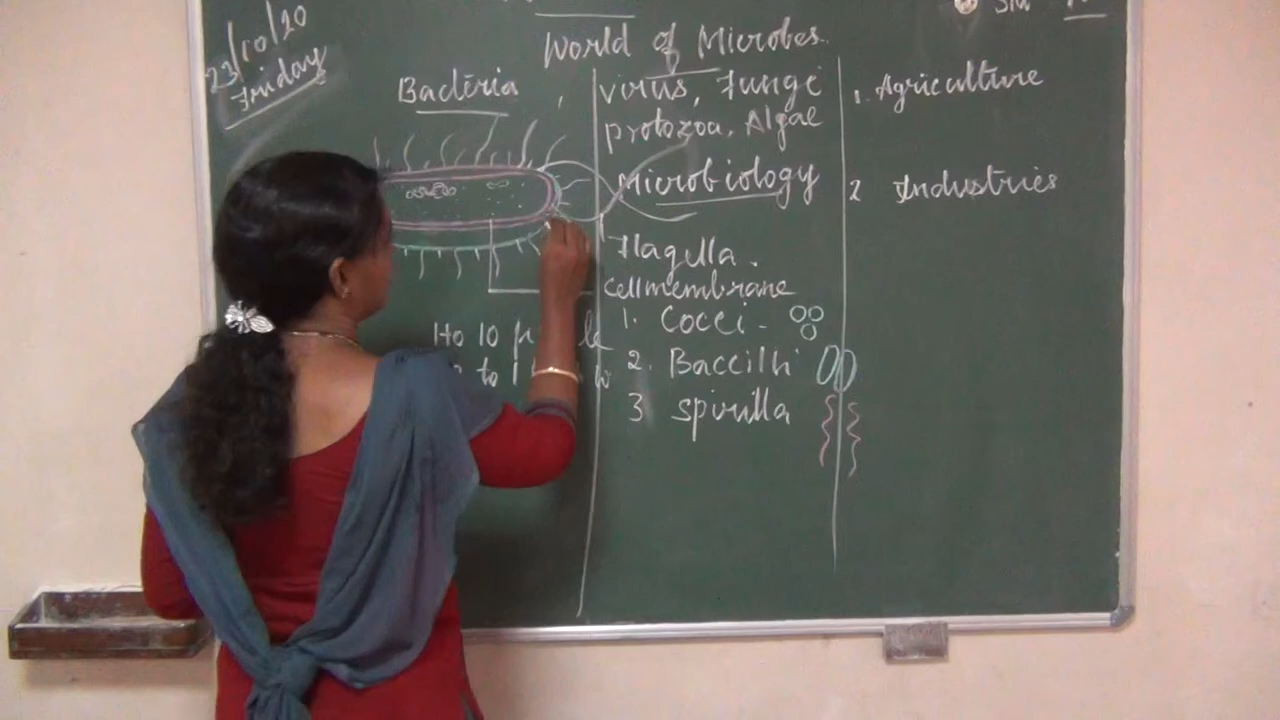 23/10/20
Friday
World of Microbes
Bacteria,
virus, Fungi
protozoa, Algae
Microbiology
Flagella.
cellmembrane
1. Cocci -
2. Baccilli
3 spirilla
1 to 10 μ
to 1
1. Agriculture
2 Industries